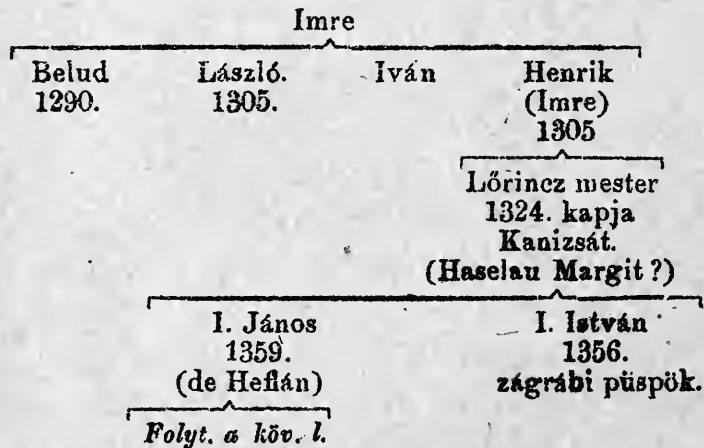 Imre
Belud László. Iván Henrik
1290. 1305. (Imre)
1305
Lőrincz mester
1324. kapja
Kanizsát.
(Haselau Margit?)
I. János I. István
1359. 1356.
(de Heflán) zágrábi püspök.
Folyt. a köv. l.